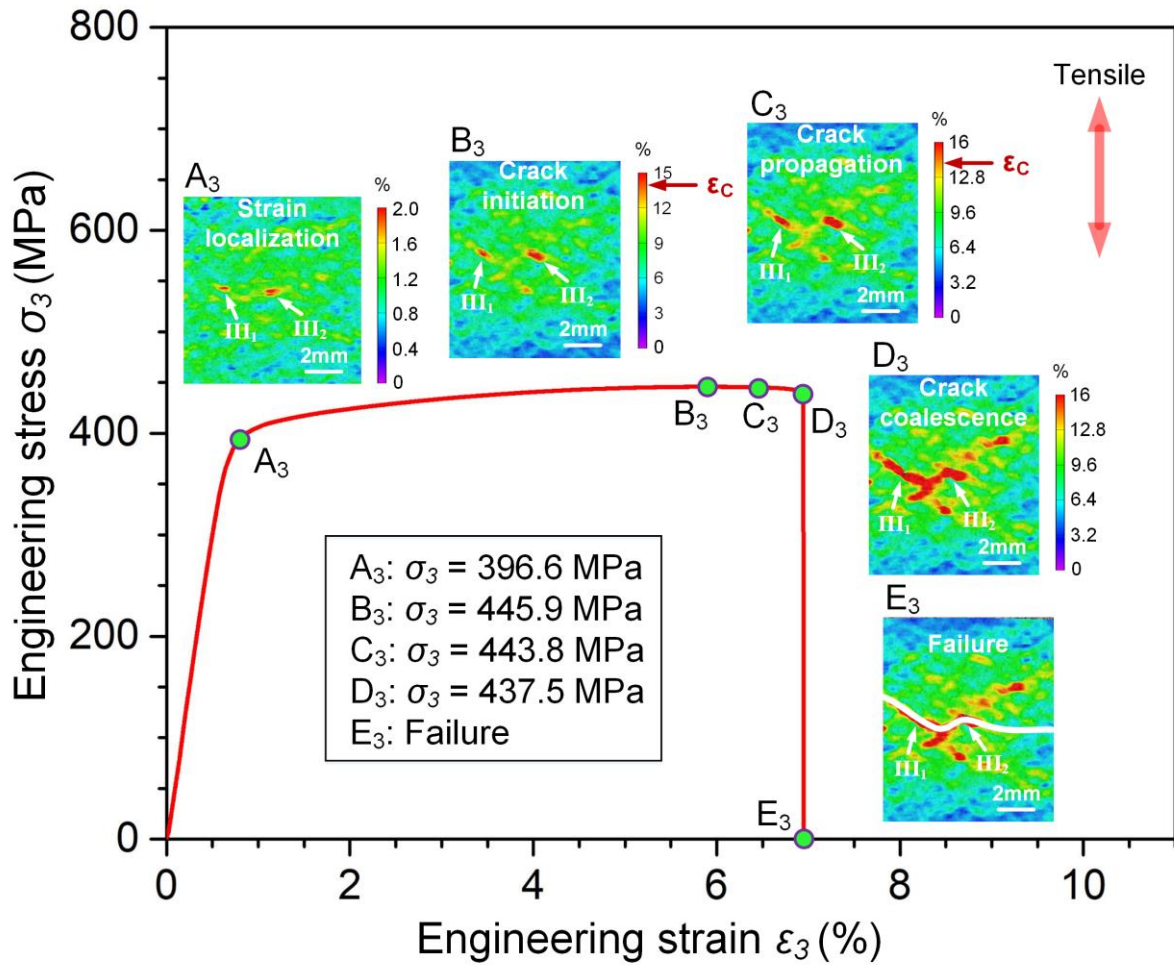 800
600
400
200
0
Engineering stress σ₃ (MPa)
0 2 4 6 8 10
Engineering strain ε₃ (%)
Tensile
A₃
Strain
localization
III₁ III₂
2mm
%
2.0
1.6
1.2
0.8
0.4
0
B₃
Crack
initiation
III₁ III₂
2mm
%
15
12
9
6
3
0
εC
C₃
Crack
propagation
III₁ III₂
2mm
%
16
12.8
9.6
6.4
3.2
0
εC
D₃
Crack
coalescence
III₁ III₂
2mm
%
16
12.8
9.6
6.4
3.2
0
E₃
Failure
III₁ III₂
2mm
A₃
B₃ C₃ D₃
E₃
A₃: σ₃ = 396.6 MPa
B₃: σ₃ = 445.9 MPa
C₃: σ₃ = 443.8 MPa
D₃: σ₃ = 437.5 MPa
E₃: Failure